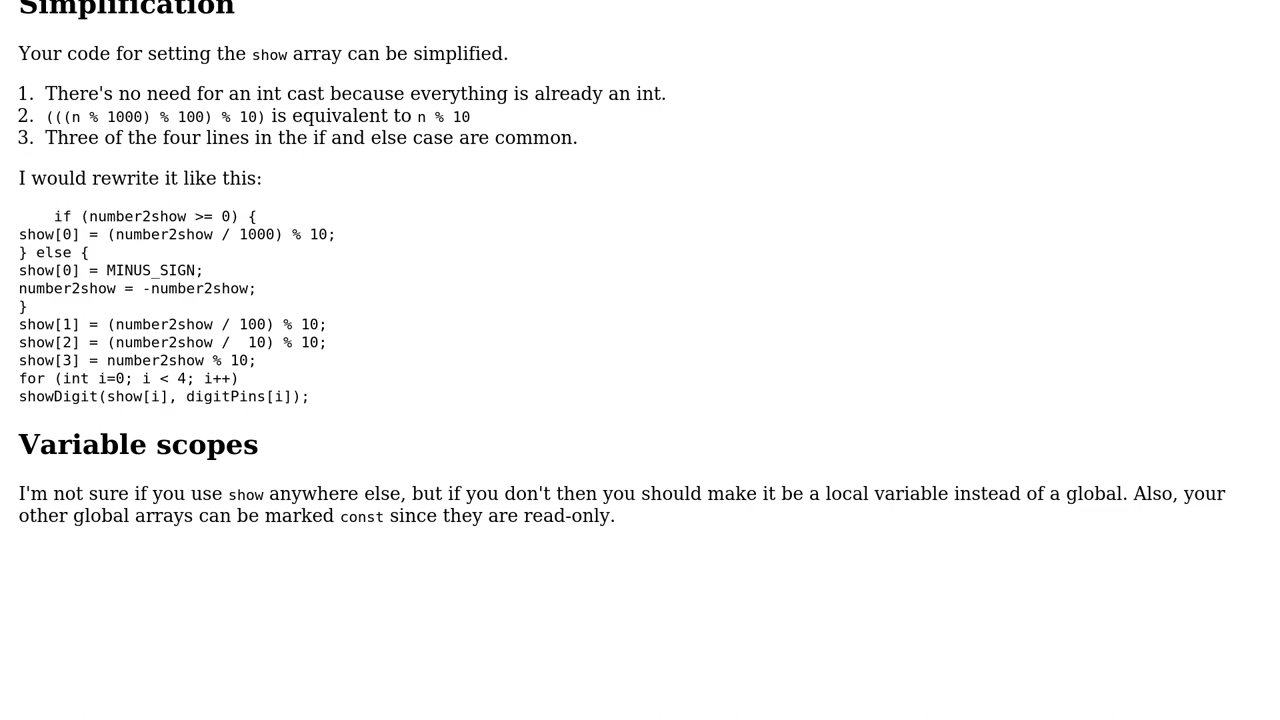 Simplification
Your code for setting the show array can be simplified.
1. There's no need for an int cast because everything is already an int.
2. (((n % 1000) % 100) % 10) is equivalent to n % 10
3. Three of the four lines in the if and else case are common.
I would rewrite it like this:
    if (number2show >= 0) {
show[0] = (number2show / 1000) % 10;
} else {
show[0] = MINUS_SIGN;
number2show = -number2show;
}
show[1] = (number2show / 100) % 10;
show[2] = (number2show /  10) % 10;
show[3] = number2show % 10;
for (int i=0; i < 4; i++)
showDigit(show[i], digitPins[i]);
Variable scopes
I'm not sure if you use show anywhere else, but if you don't then you should make it be a local variable instead of a global. Also, your
other global arrays can be marked const since they are read-only.